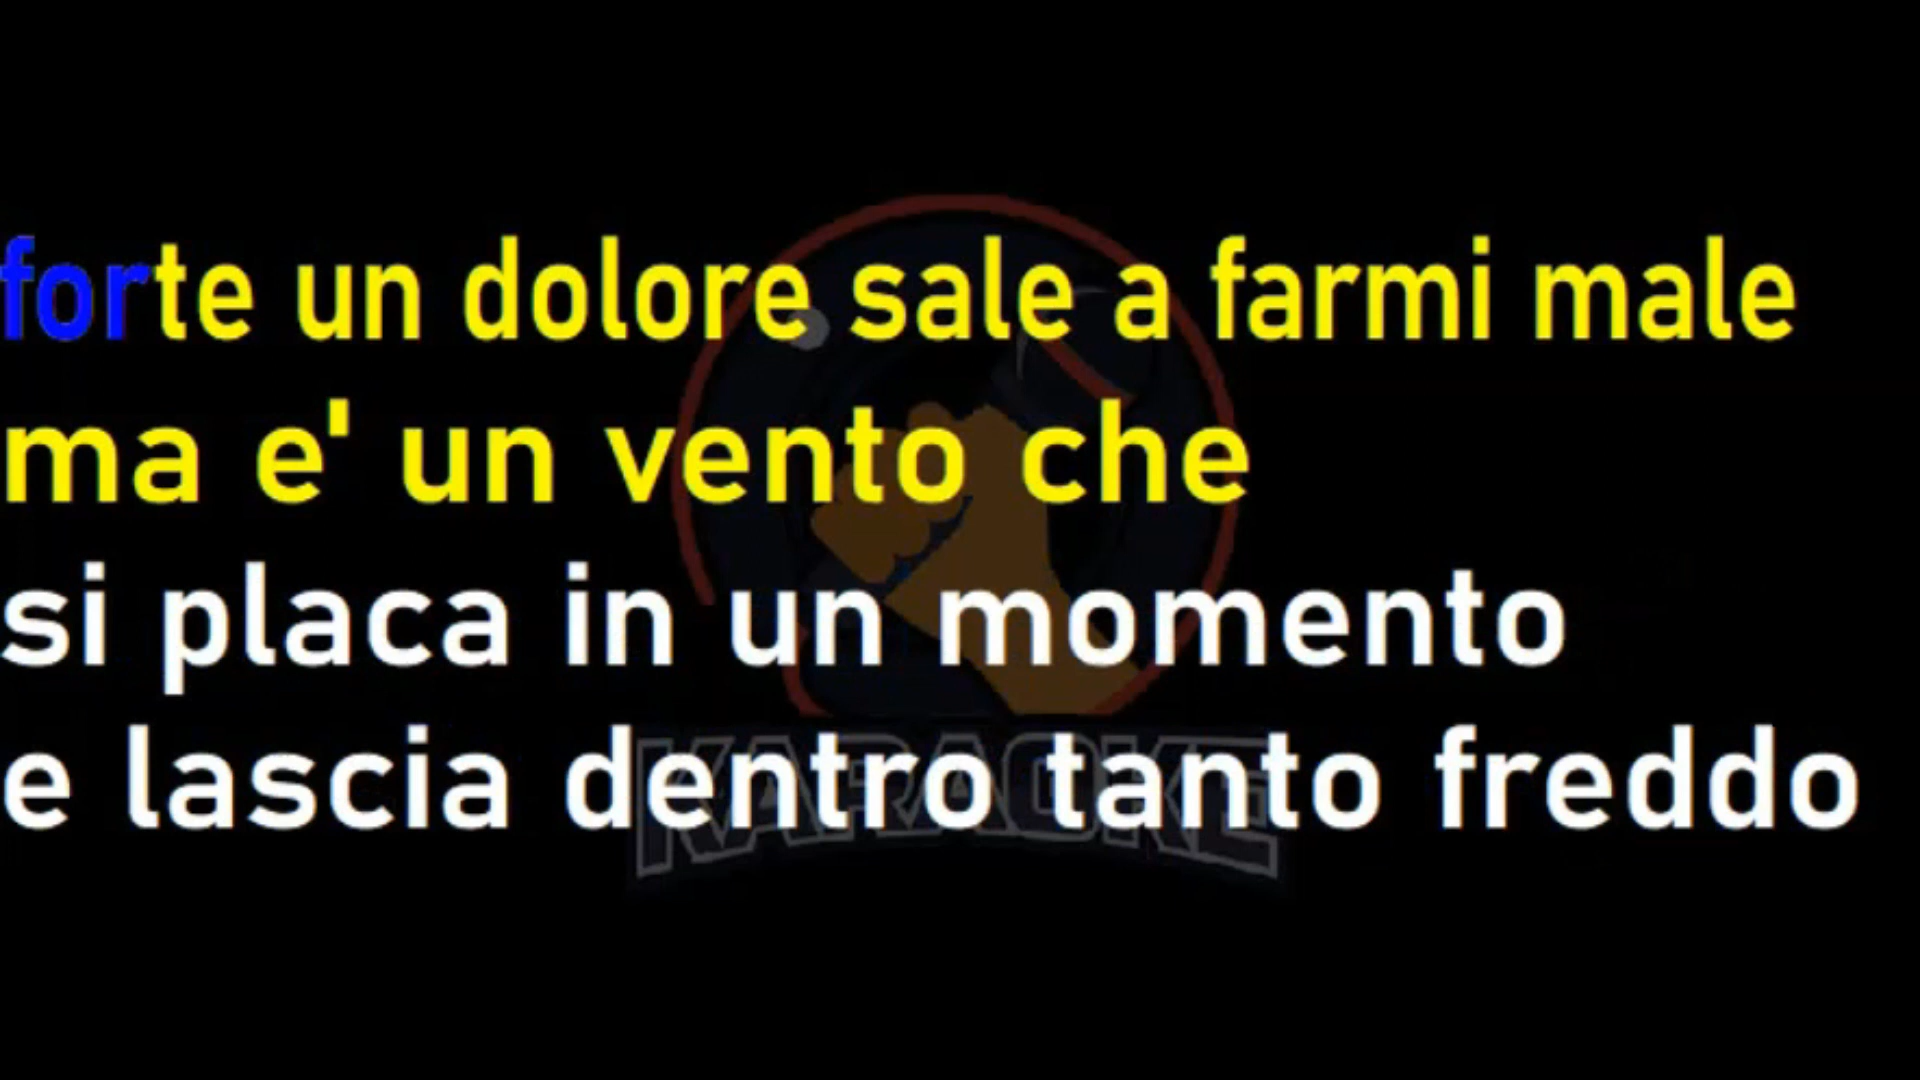 forte un dolore sale a farmi male
ma e' un vento che
si placa in un momento
e lascia dentro tanto freddo
KARAOKE